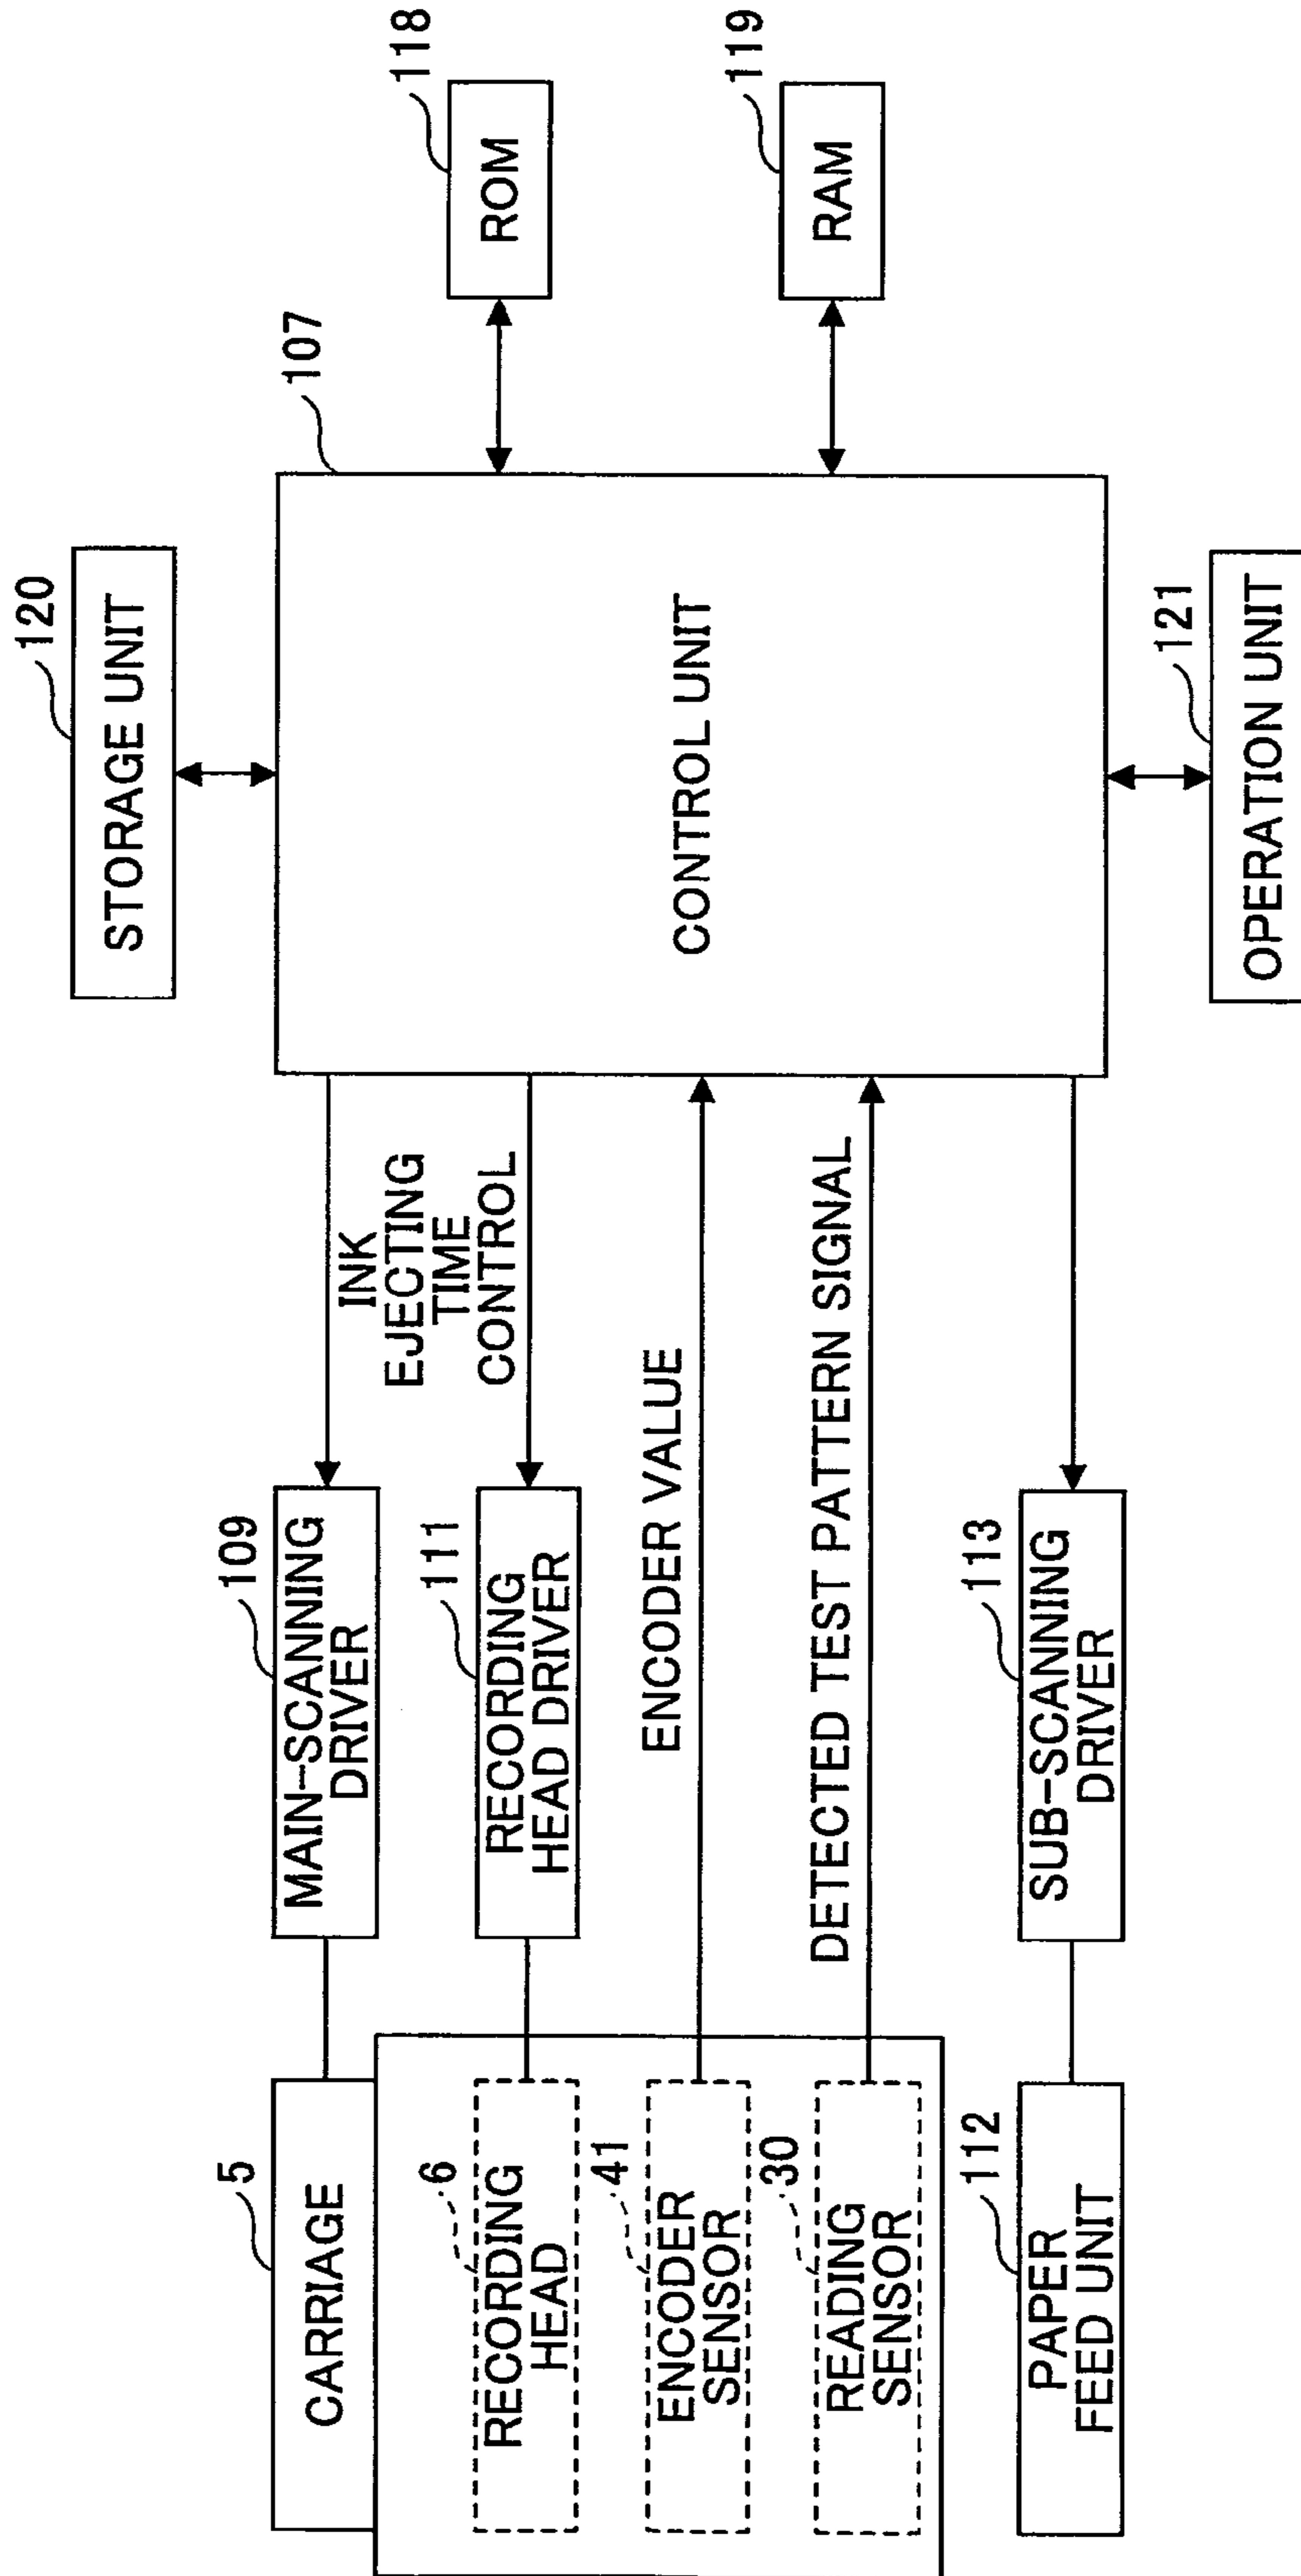 120
STORAGE UNIT
5
CARRIAGE
109
MAIN-SCANNING
DRIVER
107
CONTROL UNIT
118
ROM
6
RECORDING
HEAD
111
RECORDING
HEAD DRIVER
INK
EJECTING
TIME
CONTROL
41
ENCODER
SENSOR
ENCODER VALUE
30
READING
SENSOR
DETECTED TEST PATTERN SIGNAL
119
RAM
112
PAPER
FEED UNIT
113
SUB-SCANNING
DRIVER
121
OPERATION UNIT